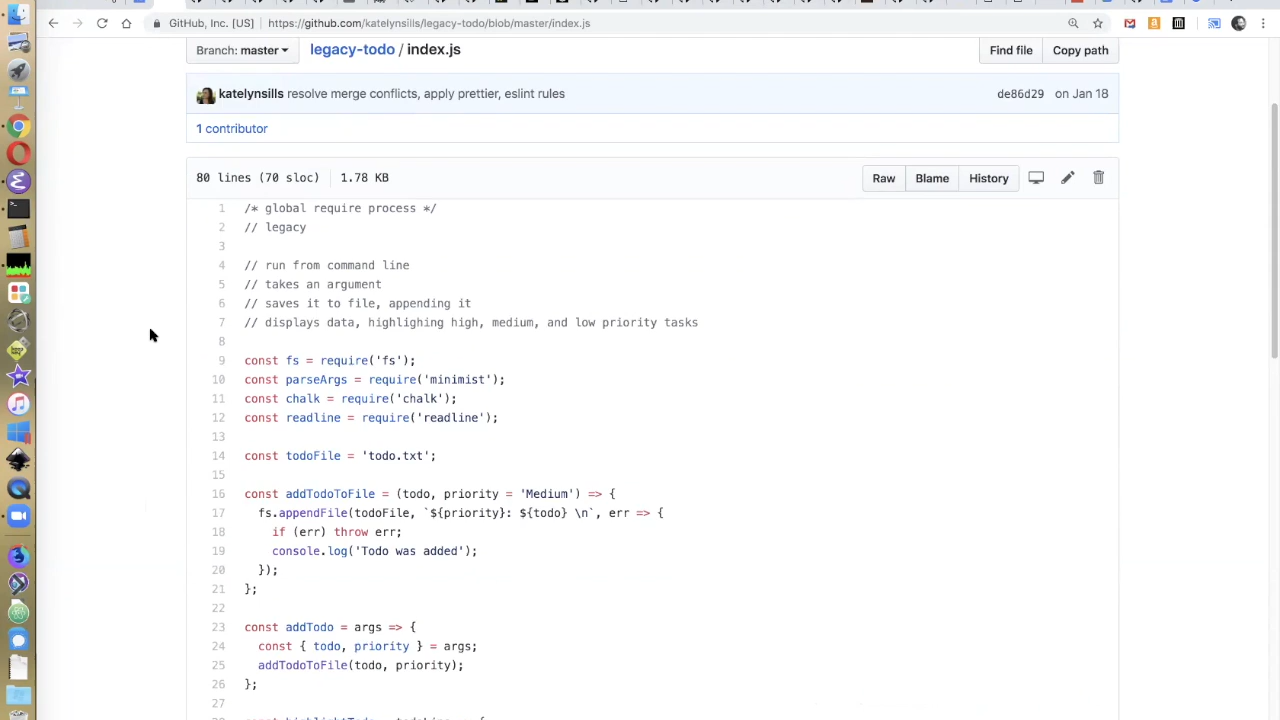 GitHub, Inc. [US] https://github.com/katelynsills/legacy-todo/blob/master/index.js
Branch: master
legacy-todo / index.js
Find file
Copy path
katelynsills resolve merge conflicts, apply prettier, eslint rules
de86d29 on Jan 18
1 contributor
80 lines (70 sloc) 1.78 KB
Raw
Blame
History
1 /* global require process */
2 // legacy
3
4 // run from command line
5 // takes an argument
6 // saves it to file, appending it
7 // displays data, highlighing high, medium, and low priority tasks
8
9 const fs = require('fs');
10 const parseArgs = require('minimist');
11 const chalk = require('chalk');
12 const readline = require('readline');
13
14 const todoFile = 'todo.txt';
15
16 const addTodoToFile = (todo, priority = 'Medium') => {
17 fs.appendFile(todoFile, `${priority}: ${todo} \n`, err => {
18 if (err) throw err;
19 console.log('Todo was added');
20 });
21 };
22
23 const addTodo = args => {
24 const { todo, priority } = args;
25 addTodoToFile(todo, priority);
26 };
27